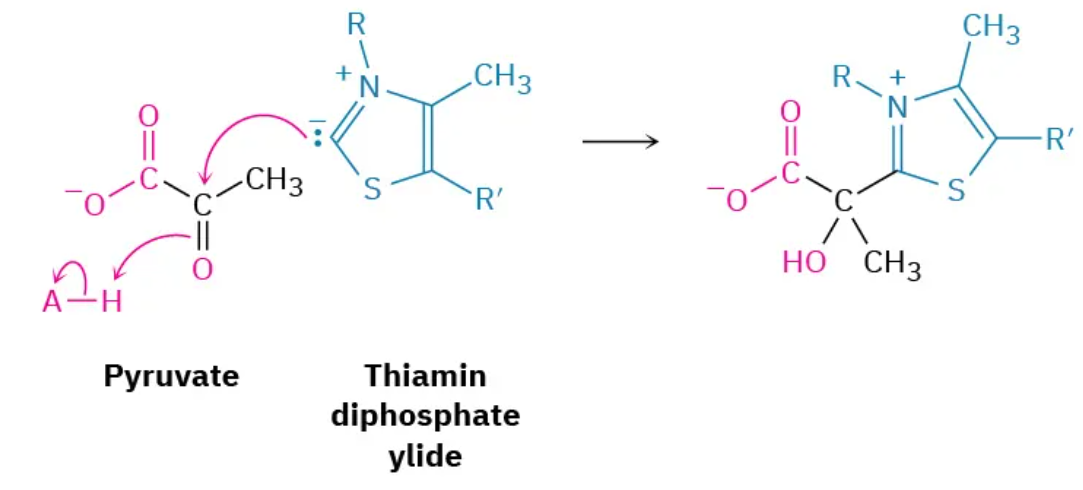 R
+
N
CH3
−
:
S
R′
O
−O
C
C
CH3
O
A—H
R
+
N
CH3
R′
S
O
−O
C
C
HO
CH3
Pyruvate
Thiamin
diphosphate
ylide